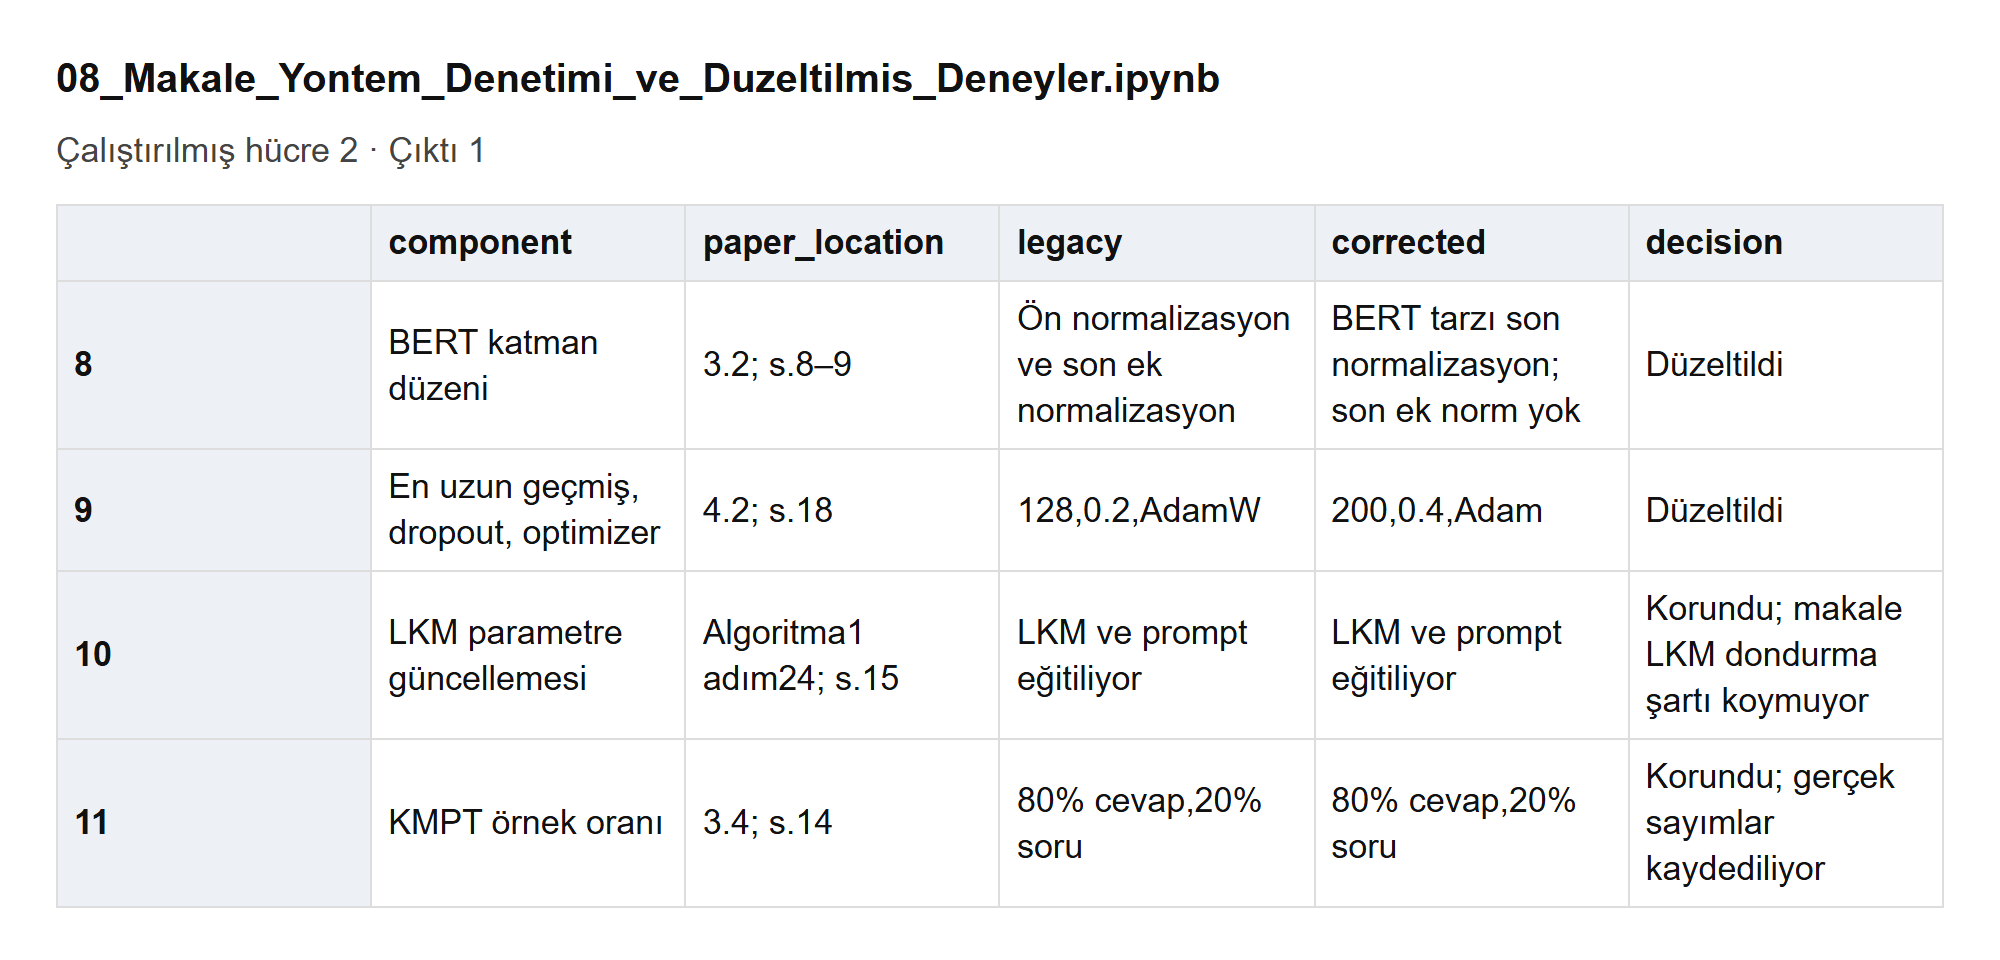 08_Makale_Yontem_Denetimi_ve_Duzeltilmis_Deneyler.ipynb
Çalıştırılmış hücre 2 · Çıktı 1
component paper_location legacy corrected decision
8
BERT katman
düzeni
3.2; s.8–9
Ön normalizasyon
ve son ek
normalizasyon
BERT tarzı son
normalizasyon;
son ek norm yok
Düzeltildi
9
En uzun geçmiş,
dropout, optimizer
4.2; s.18
128,0.2,AdamW
200,0.4,Adam
Düzeltildi
10
LKM parametre
güncellemesi
Algoritma1
adım24; s.15
LKM ve prompt
eğitiliyor
LKM ve prompt
eğitiliyor
Korundu; makale
LKM dondurma
şartı koymuyor
11
KMPT örnek oranı
3.4; s.14
80% cevap,20%
soru
80% cevap,20%
soru
Korundu; gerçek
sayımlar
kaydediliyor